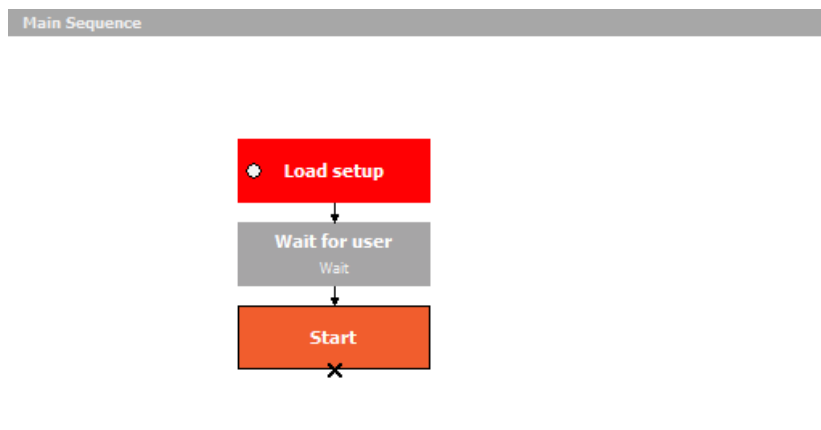 Main Sequence
Load setup
Wait for user
Wait
Start